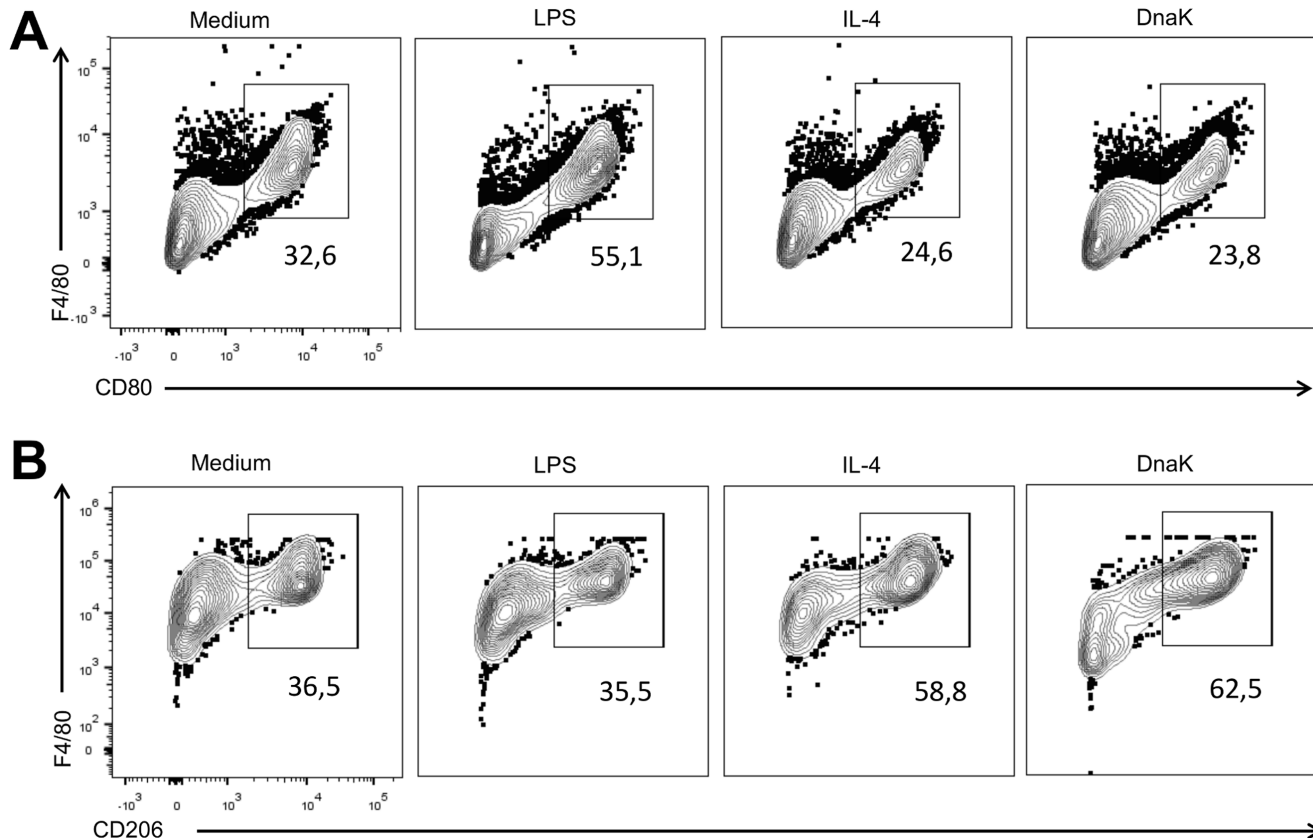 A
Medium
LPS
IL-4
DnaK
F4/80
10^5
10^4
10^3
0
-10^3
32,6
55,1
24,6
23,8
-10^3 0 10^3 10^4 10^5
CD80
B
Medium
LPS
IL-4
DnaK
F4/80
10^6
10^5
10^4
10^3
10^2
0
36,5
35,5
58,8
62,5
-10^3 0 10^3 10^4 10^5
CD206